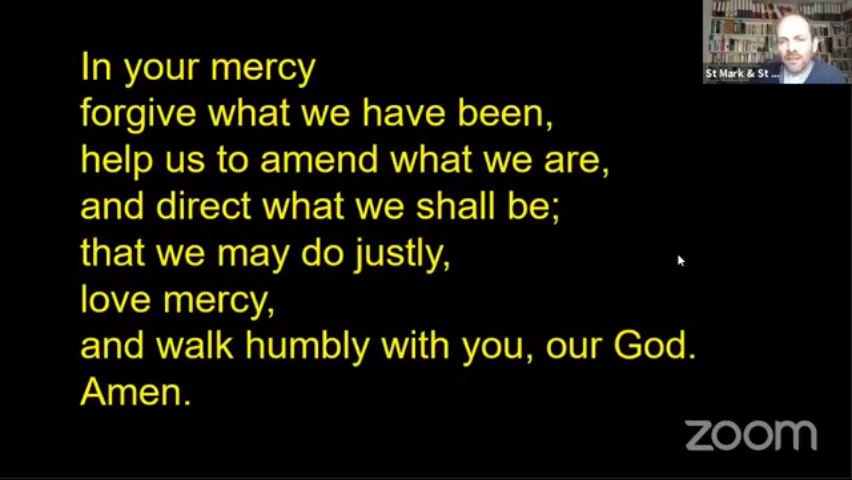 In your mercy
forgive what we have been,
help us to amend what we are,
and direct what we shall be;
that we may do justly,
love mercy,
and walk humbly with you, our God.
Amen.
St Mark & St ...
zoom